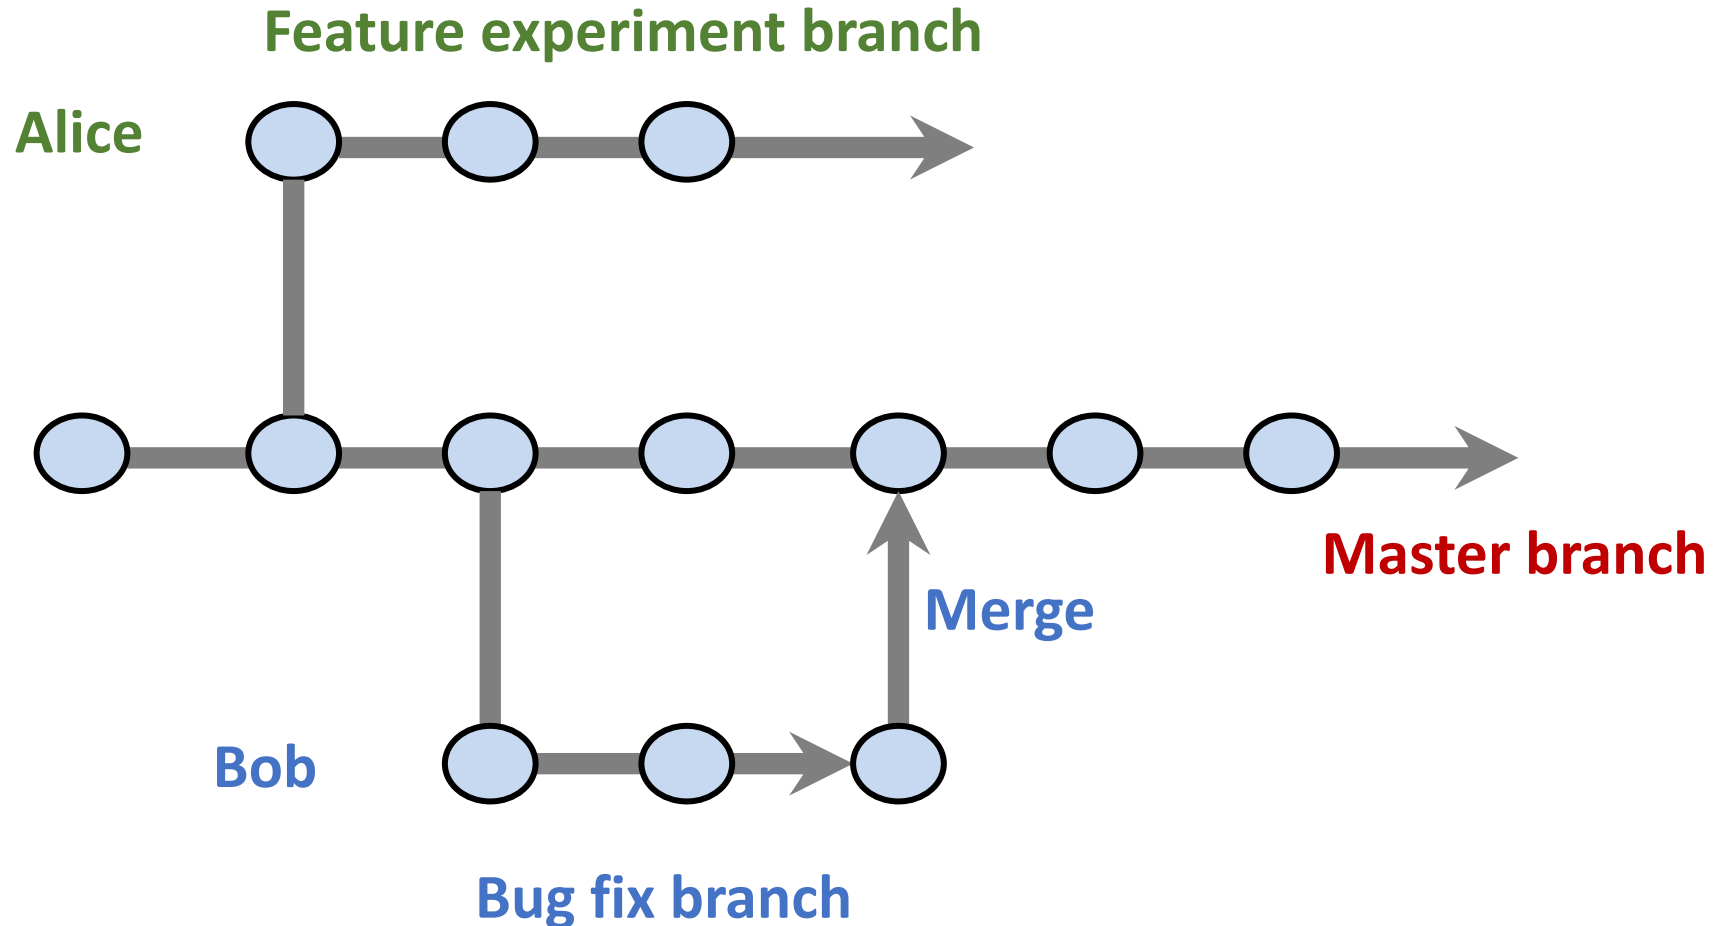 Feature experiment branch
Alice
Master branch
Merge
Bob
Bug fix branch